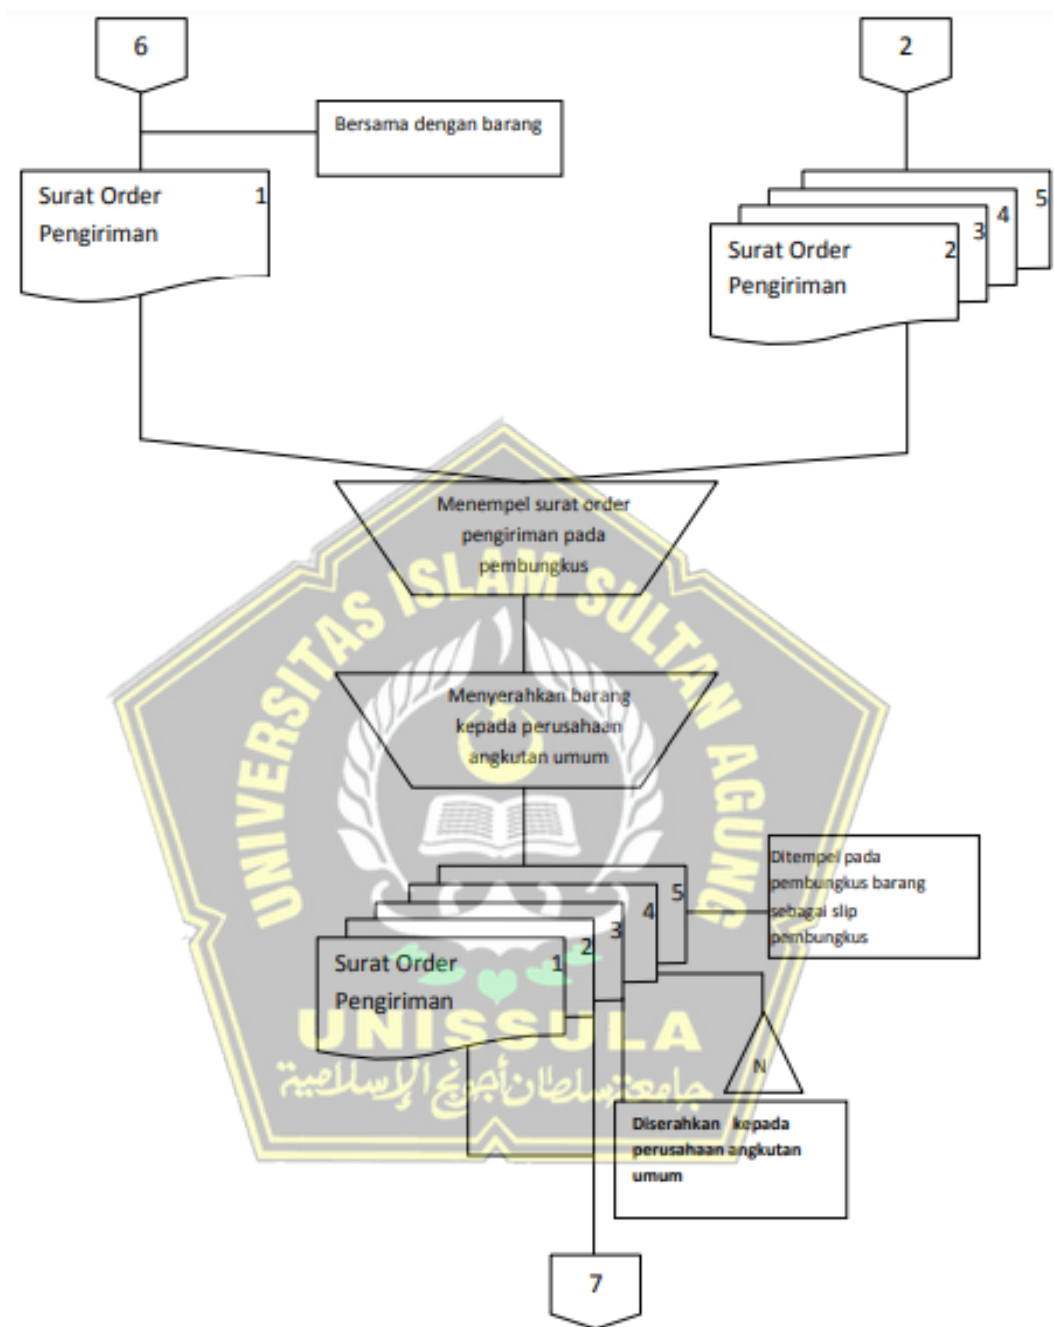 6
2
Bersama dengan barang
Surat Order 1
Pengiriman
5
4
3
Surat Order 2
Pengiriman
Menempel surat order
pengiriman pada
pembungkus
UNIVERSITAS ISLAM SULTAN AGUNG
Menyerahkan barang
kepada perusahaan
angkutan umum
Ditempel pada
pembungkus barang
sebagai slip
pembungkus
5
4
3
2
Surat Order 1
Pengiriman
UNISSULA
جامعة سلطان أجونج الإسلامية
N
Diserahkan kepada
perusahaan angkutan
umum
7